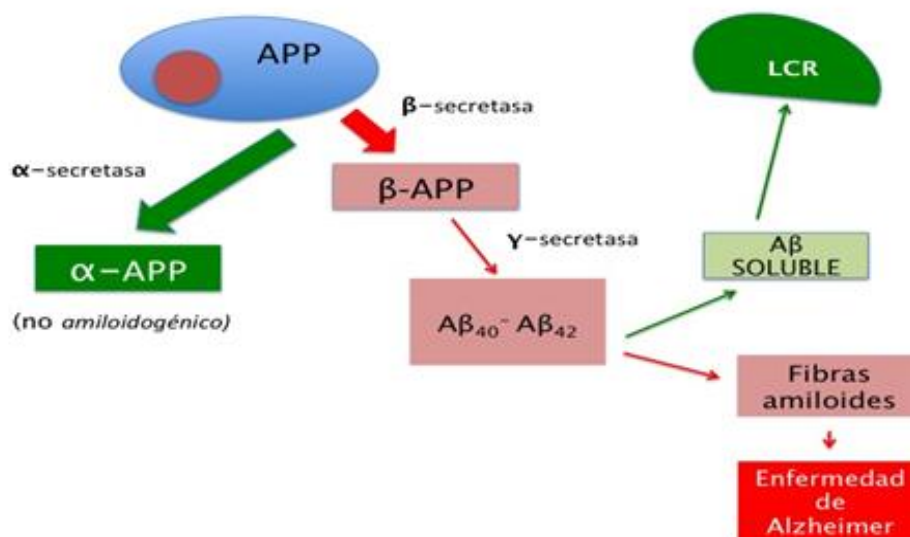 APP
LCR
β-secretasa
α-secretasa
β-APP
γ-secretasa
Aβ
SOLUBLE
α-APP
(no amiloidogénico)
Aβ₄₀- Aβ₄₂
Fibras
amiloides
Enfermedad
de
Alzheimer